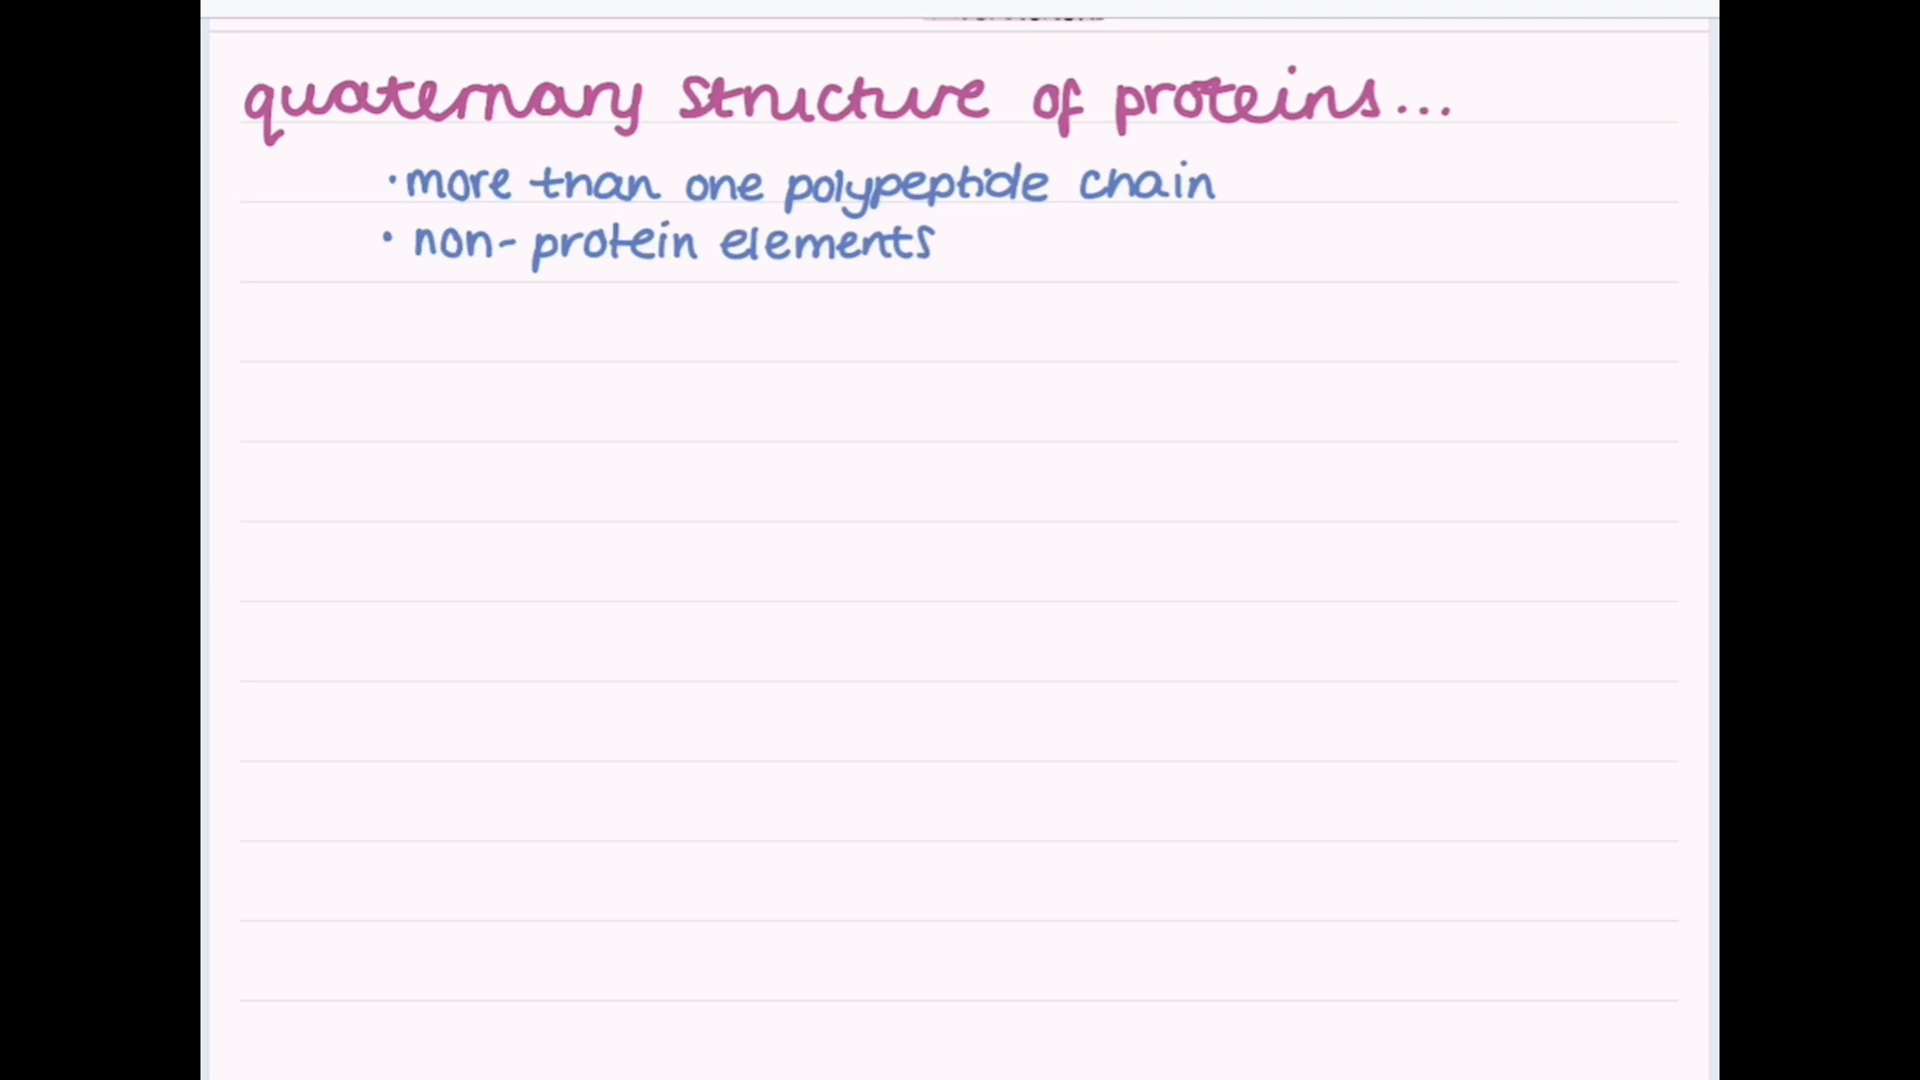 quaternary structure of proteins...
• more than one polypeptide chain
• non-protein elements